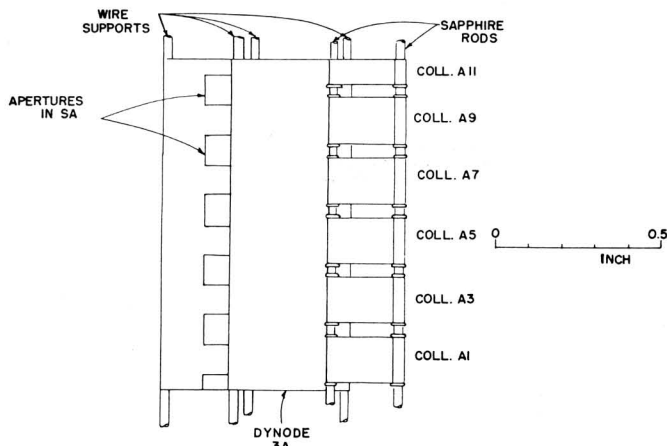 WIRE
SUPPORTS
SAPPHIRE
RODS
APERTURES
IN SA
COLL. A11
COLL. A9
COLL. A7
COLL. A5
COLL. A3
COLL. A1
0 0.5
INCH
DYNODE
3A